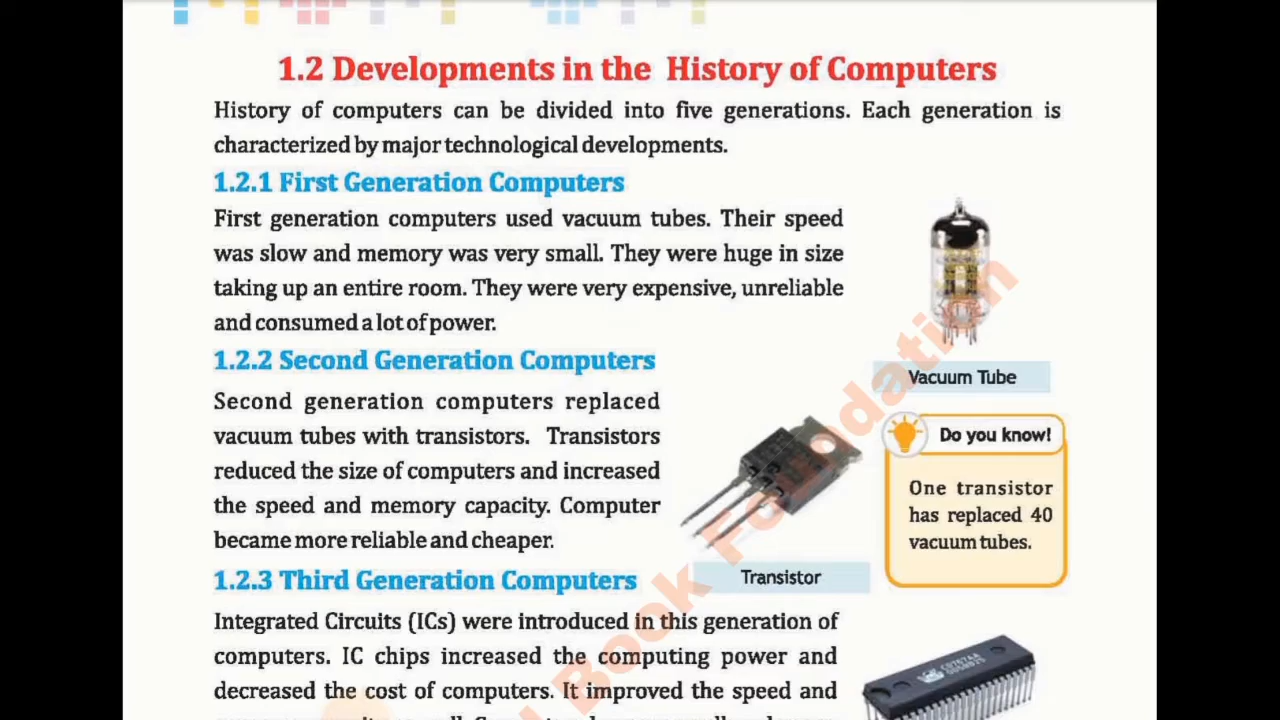 1.2 Developments in the History of Computers
History of computers can be divided into five generations. Each generation is
characterized by major technological developments.
1.2.1 First Generation Computers
First generation computers used vacuum tubes. Their speed
was slow and memory was very small. They were huge in size
taking up an entire room. They were very expensive, unreliable
and consumed a lot of power.
Vacuum Tube
1.2.2 Second Generation Computers
Second generation computers replaced
vacuum tubes with transistors. Transistors
reduced the size of computers and increased
the speed and memory capacity. Computer
became more reliable and cheaper.
Transistor
Do you know!
One transistor
has replaced 40
vacuum tubes.
1.2.3 Third Generation Computers
Integrated Circuits (ICs) were introduced in this generation of
computers. IC chips increased the computing power and
decreased the cost of computers. It improved the speed and
Book Foundation